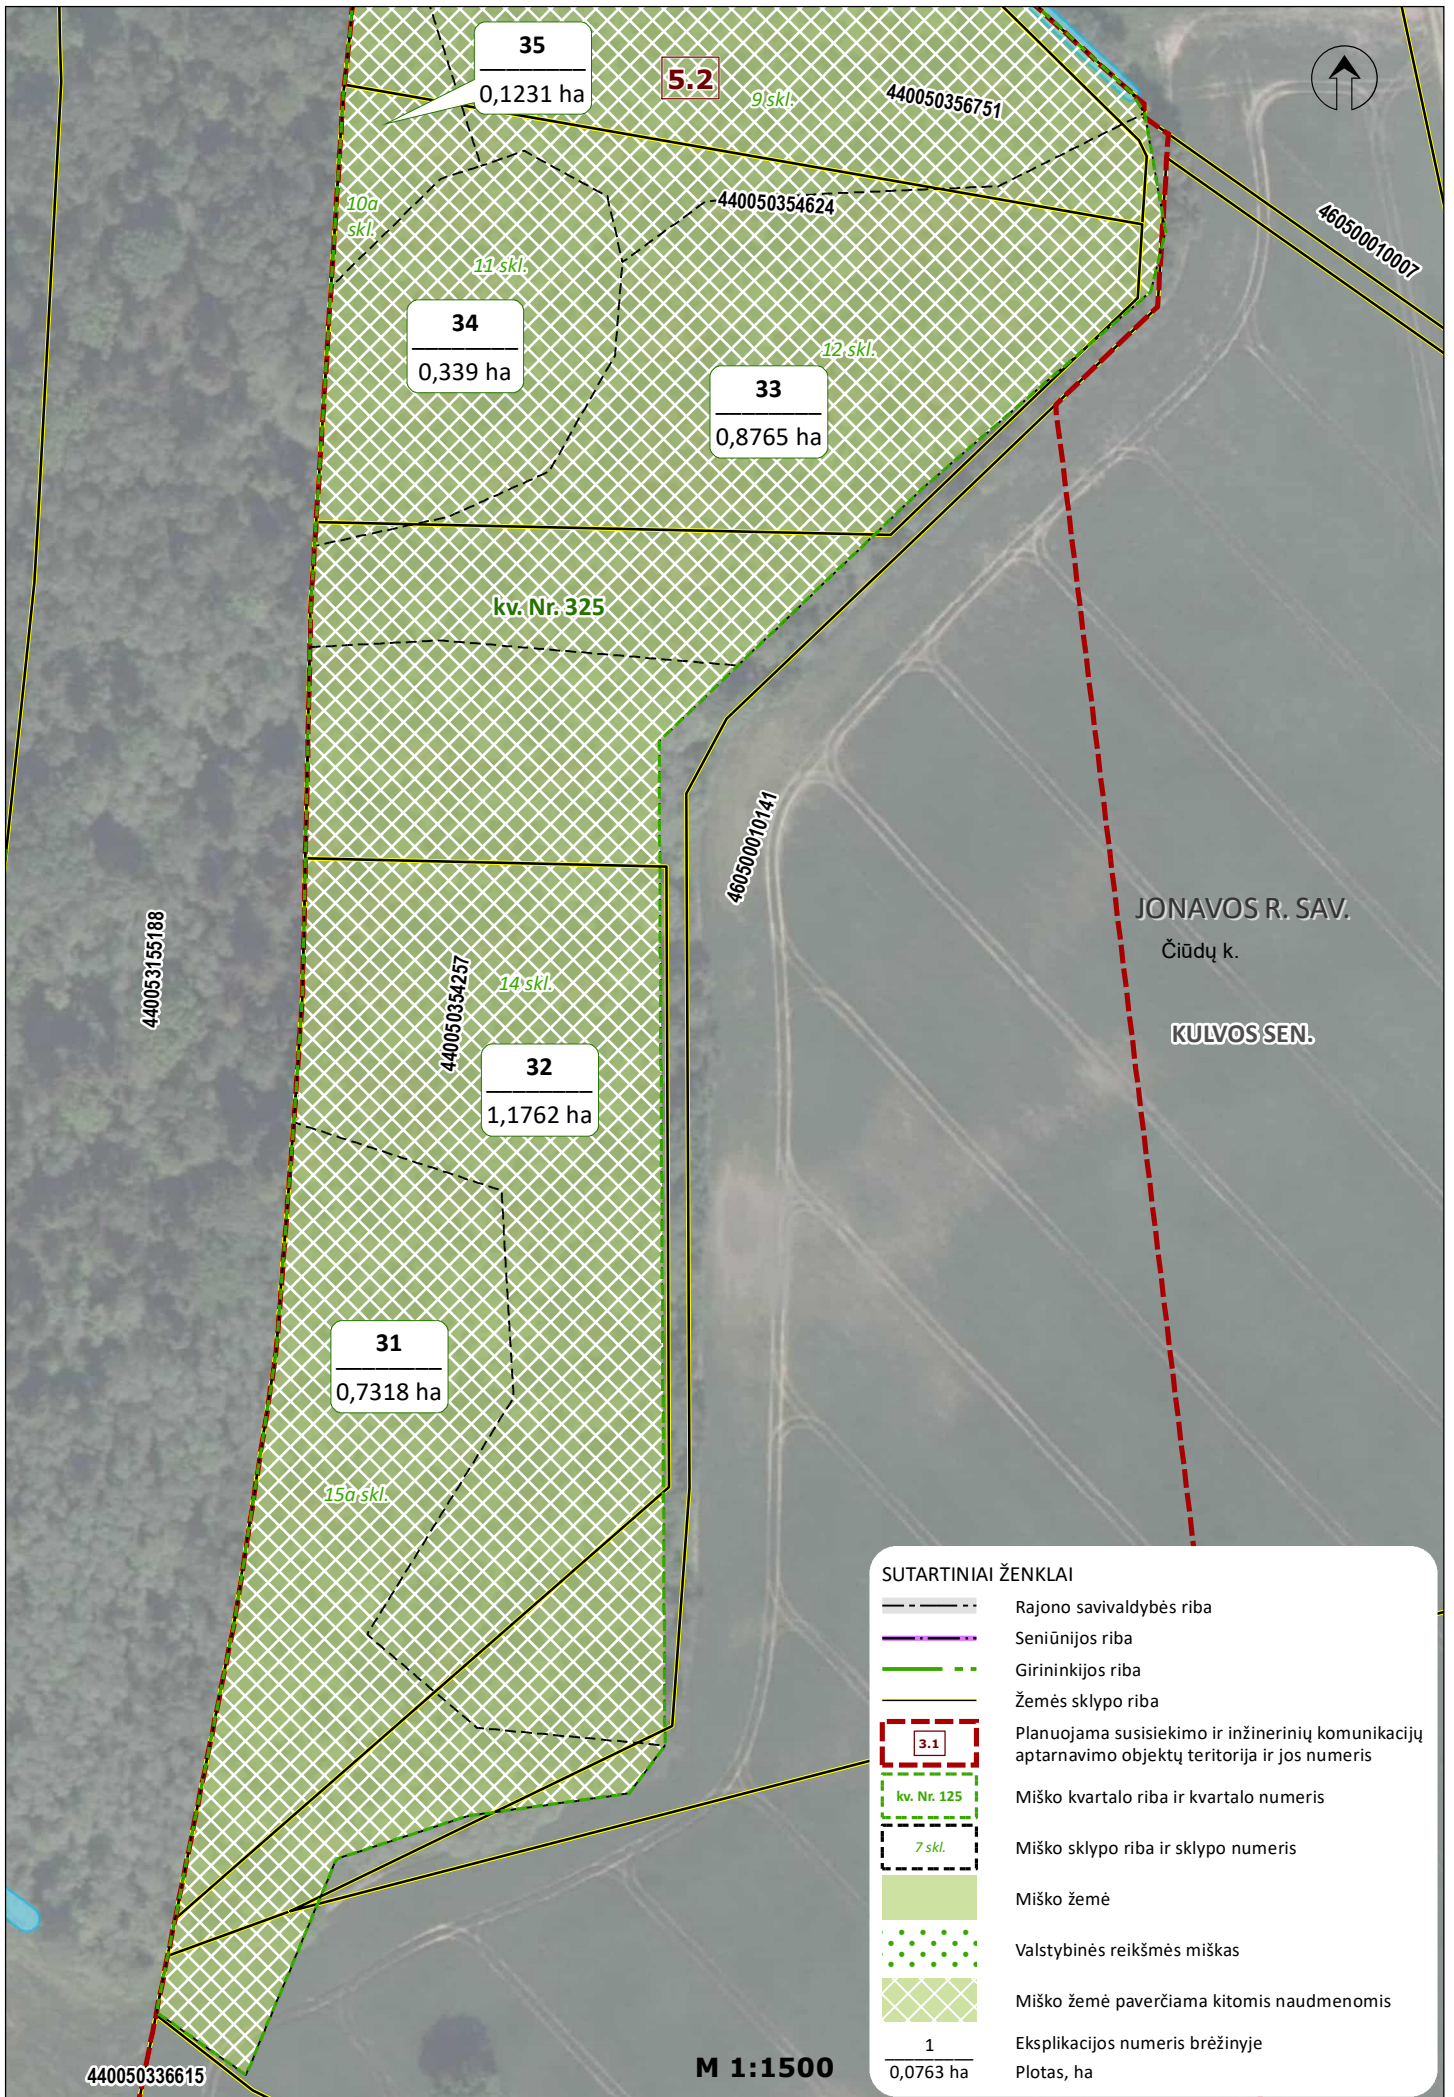 35
0,1231 ha
5.2
9 skl.
440050356751
10a
skl.
440050354624
460500010007
11 skl.
34
0,339 ha
12 skl.
33
0,8765 ha
kv. Nr. 325
460500010141
JONAVOS R. SAV.
Čiūdų k.
440053155188
440050354257
14 skl.
KULVOS SEN.
32
1,1762 ha
31
0,7318 ha
15a skl.
SUTARTINIAI ŽENKLAI
Rajono savivaldybės riba
Seniūnijos riba
Girininkijos riba
Žemės sklypo riba
3.1
Planuojama susisiekimo ir inžinerinių komunikacijų
aptarnavimo objektų teritorija ir jos numeris
kv. Nr. 125
Miško kvartalo riba ir kvartalo numeris
7 skl.
Miško sklypo riba ir sklypo numeris
Miško žemė
Valstybinės reikšmės miškas
Miško žemė paverčiama kitomis naudmenomis
1
Eksplikacijos numeris brėžinyje
0,0763 ha
Plotas, ha
M 1:1500
440050336615